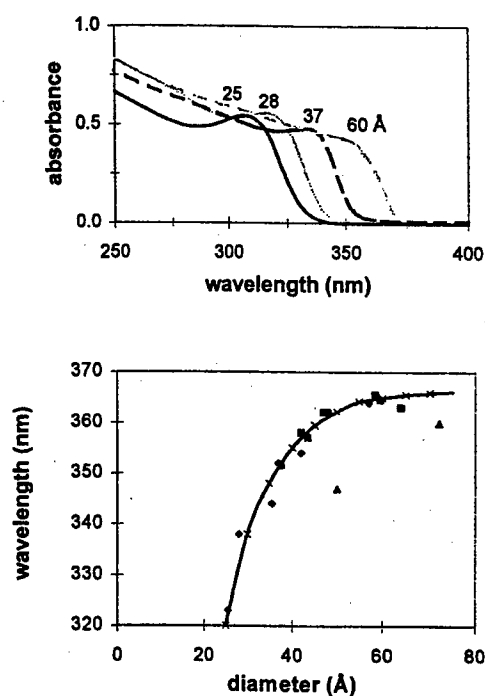 1.0
absorbance
0.5
0.0
25 28 37 60 Å
250 300 350 400
wavelength (nm)
370
360
350
340
330
320
wavelength (nm)
0 20 40 60 80
diameter (Å)